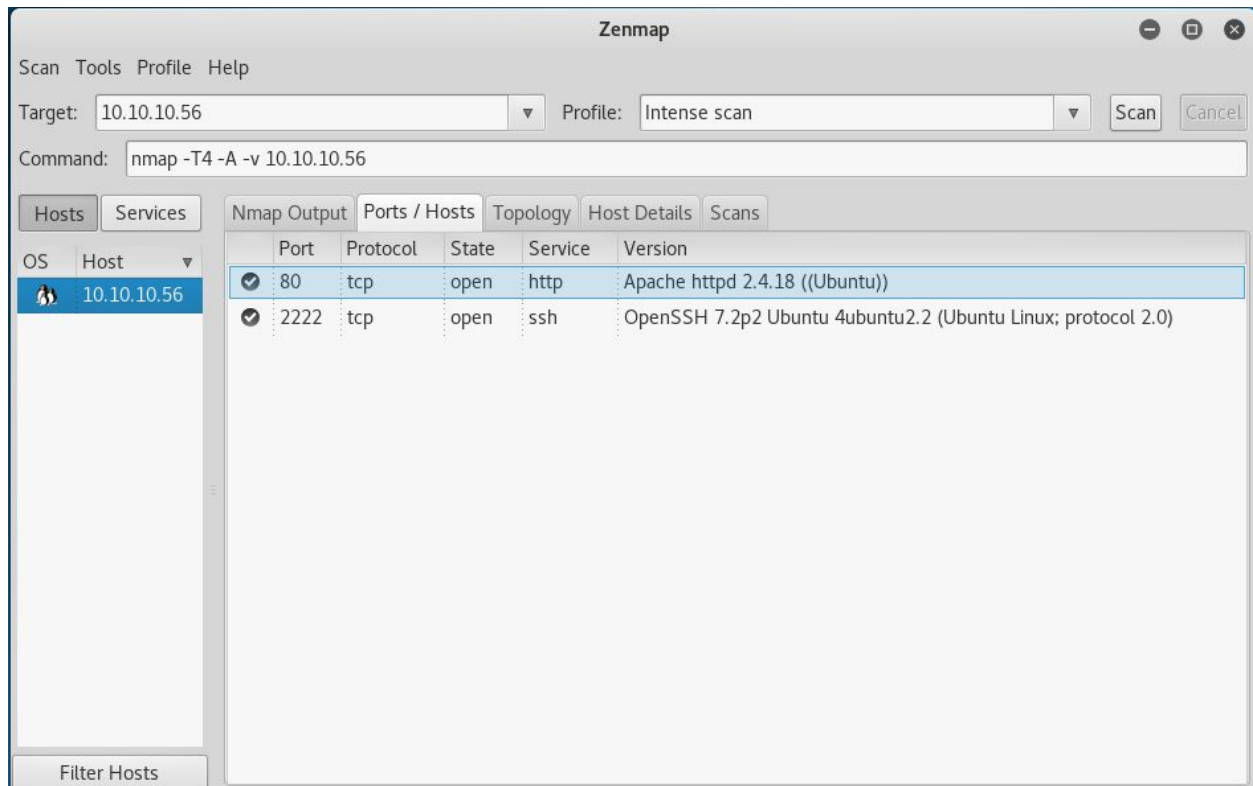 Zenmap
Scan Tools Profile Help
Target: 10.10.10.56 Profile: Intense scan Scan Cancel
Command: nmap -T4 -A -v 10.10.10.56
Hosts Services Nmap Output Ports / Hosts Topology Host Details Scans
OS Host Port Protocol State Service Version
10.10.10.56 80 tcp open http Apache httpd 2.4.18 ((Ubuntu))
2222 tcp open ssh OpenSSH 7.2p2 Ubuntu 4ubuntu2.2 (Ubuntu Linux; protocol 2.0)
Filter Hosts